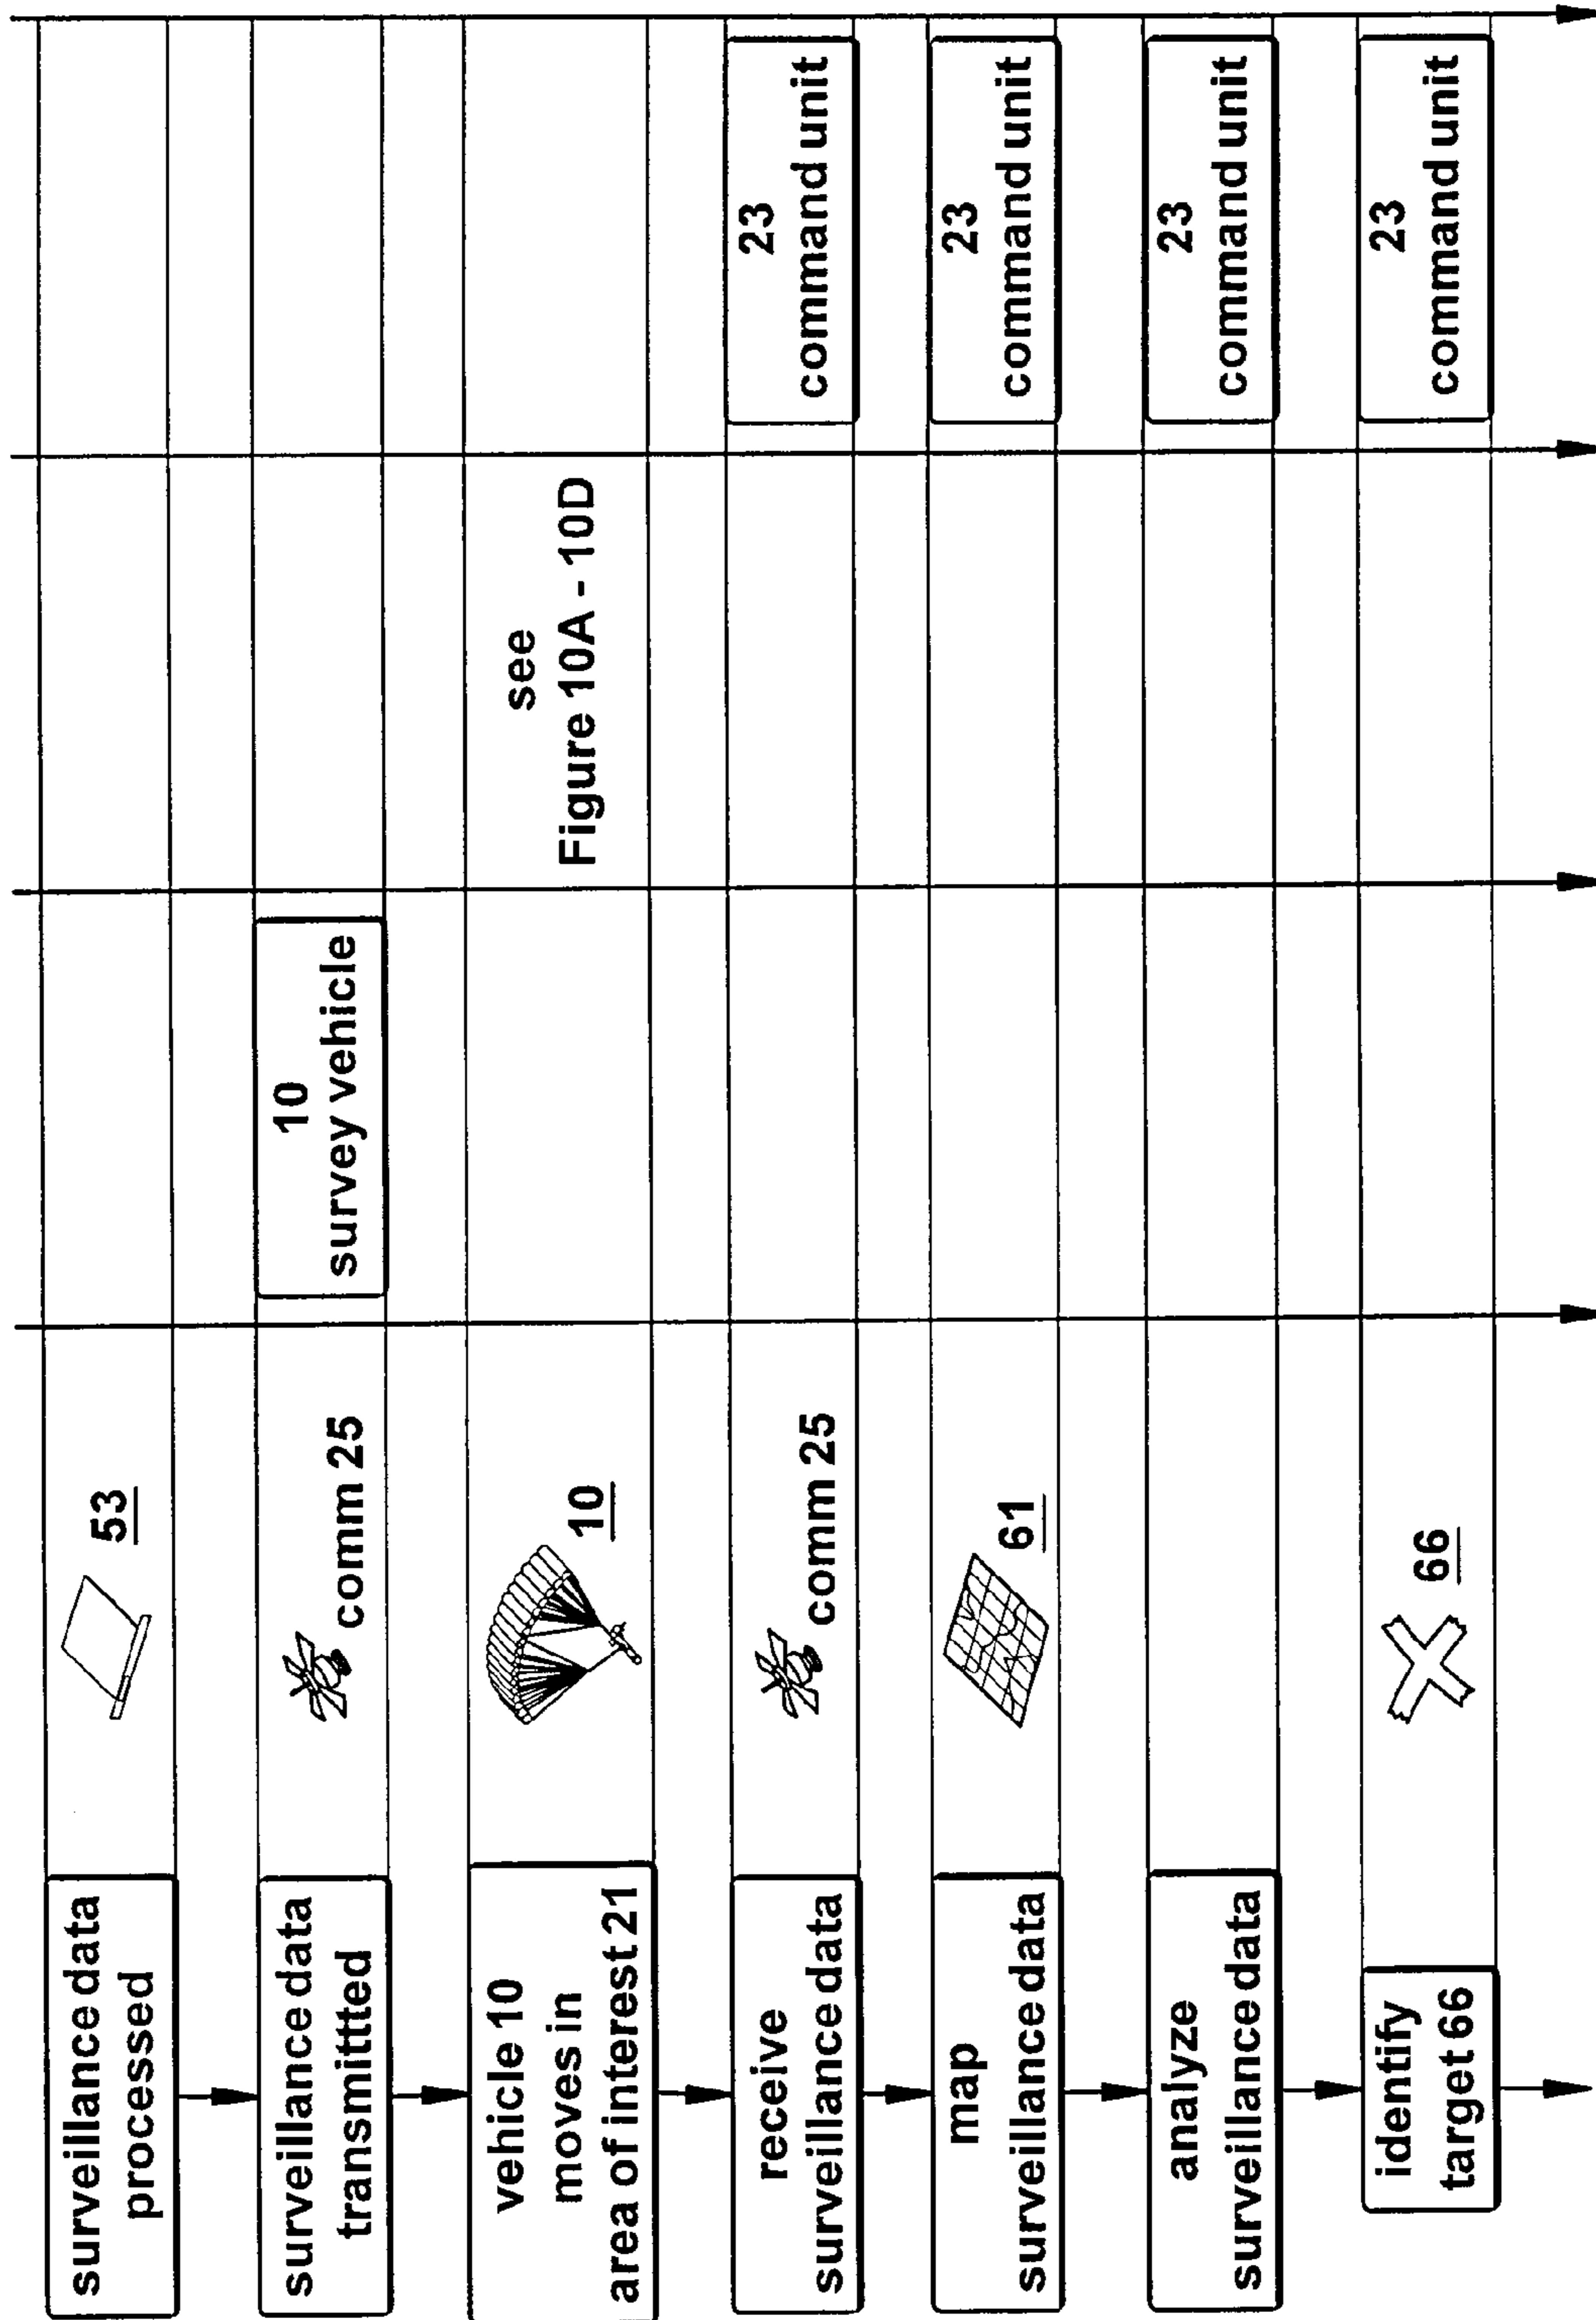 surveillance data
processed
53
surveillance data
transmittted
comm 25
10
survey vehicle
vehicle 10
moves in
area of interest 21
10
see
Figure 10A - 10D
receive
surveillance data
comm 25
23
command unit
map
surveillance data
61
23
command unit
analyze
surveillance data
23
command unit
identify
target 66
66
23
command unit